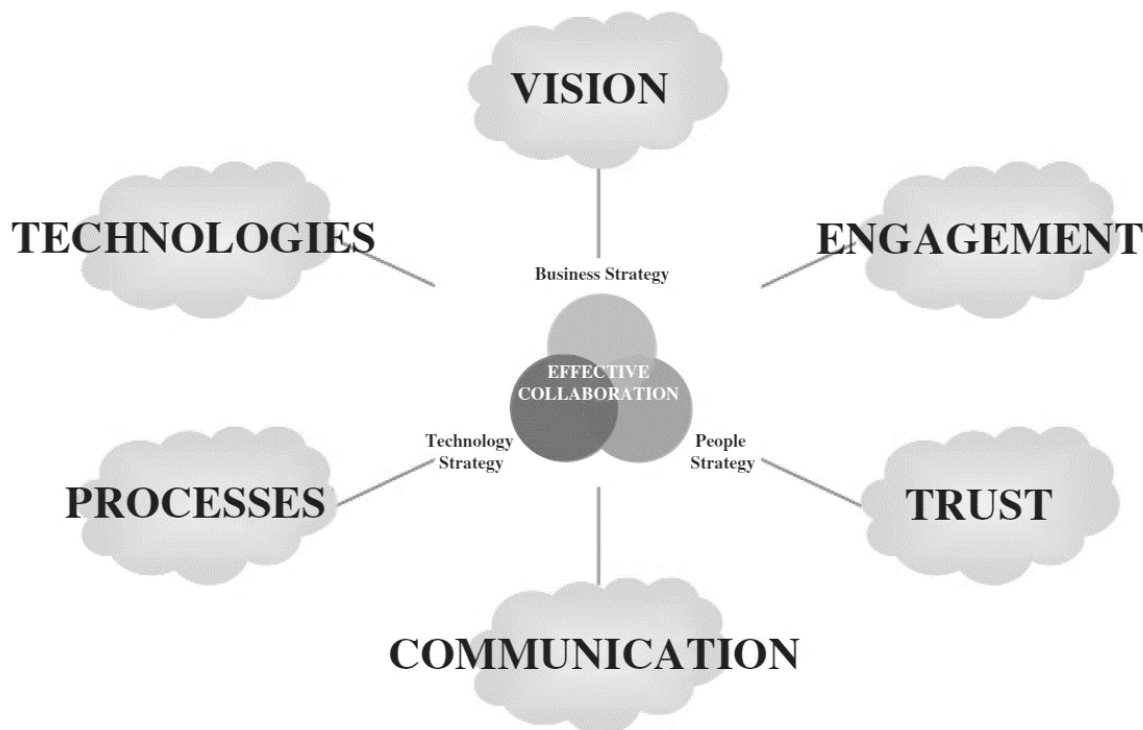 VISION
TECHNOLOGIES
ENGAGEMENT
Business Strategy
EFFECTIVE
COLLABORATION
Technology
Strategy
People
Strategy
PROCESSES
TRUST
COMMUNICATION